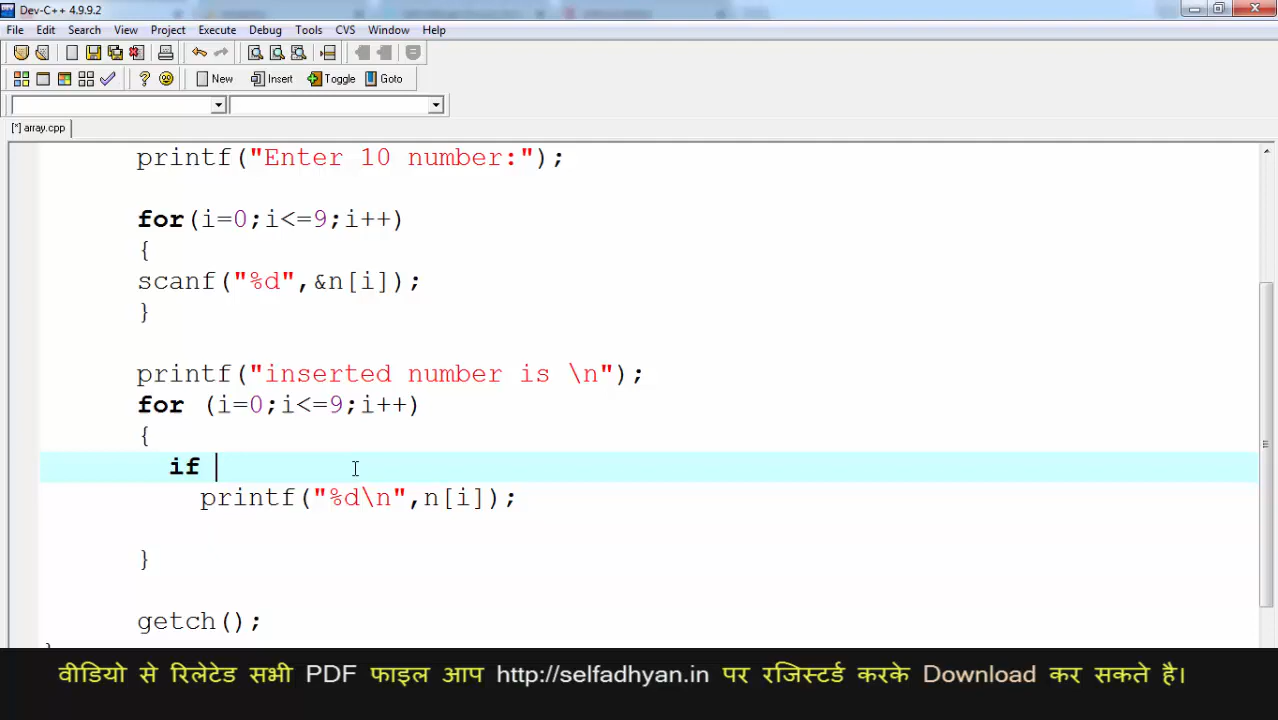 Dev-C++ 4.9.9.2
File Edit Search View Project Execute Debug Tools CVS Window Help
New Insert Toggle Goto
[*] array.cpp
printf("Enter 10 number:");
for(i=0;i<=9;i++)
{
scanf("%d",&n[i]);
}
printf("inserted number is \n");
for (i=0;i<=9;i++)
{
if
printf("%d\n",n[i]);
}
getch();
वीडियो से रिलेटेड सभी PDF फाइल आप http://selfadhyan.in पर रजिस्टर्ड करके Download कर सकते है।